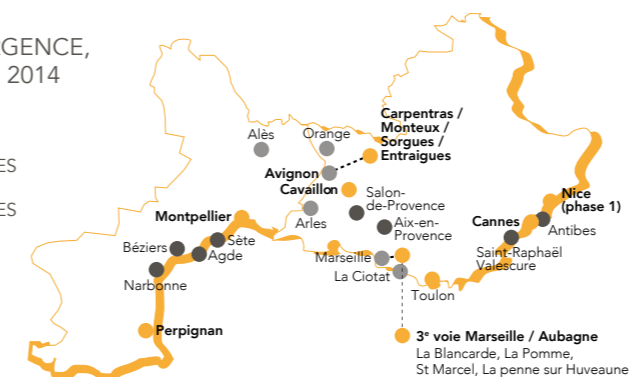 GENCE,
2014
ES
ES
Carpentras /
Monteux /
Sorgues /
Entraigues
Alès
Orange
Avignon
Cavaillon
Salon-
de-Provence
Arles
Aix-en-
Provence
Montpellier
Sète
Béziers
Agde
Narbonne
Perpignan
Marseille
La Ciotat
Toulon
Nice
(phase 1)
Cannes
Antibes
Saint-Raphaël
Valescure
3e voie Marseille / Aubagne
La Blancarde, La Pomme,
St Marcel, La penne sur Huveaune